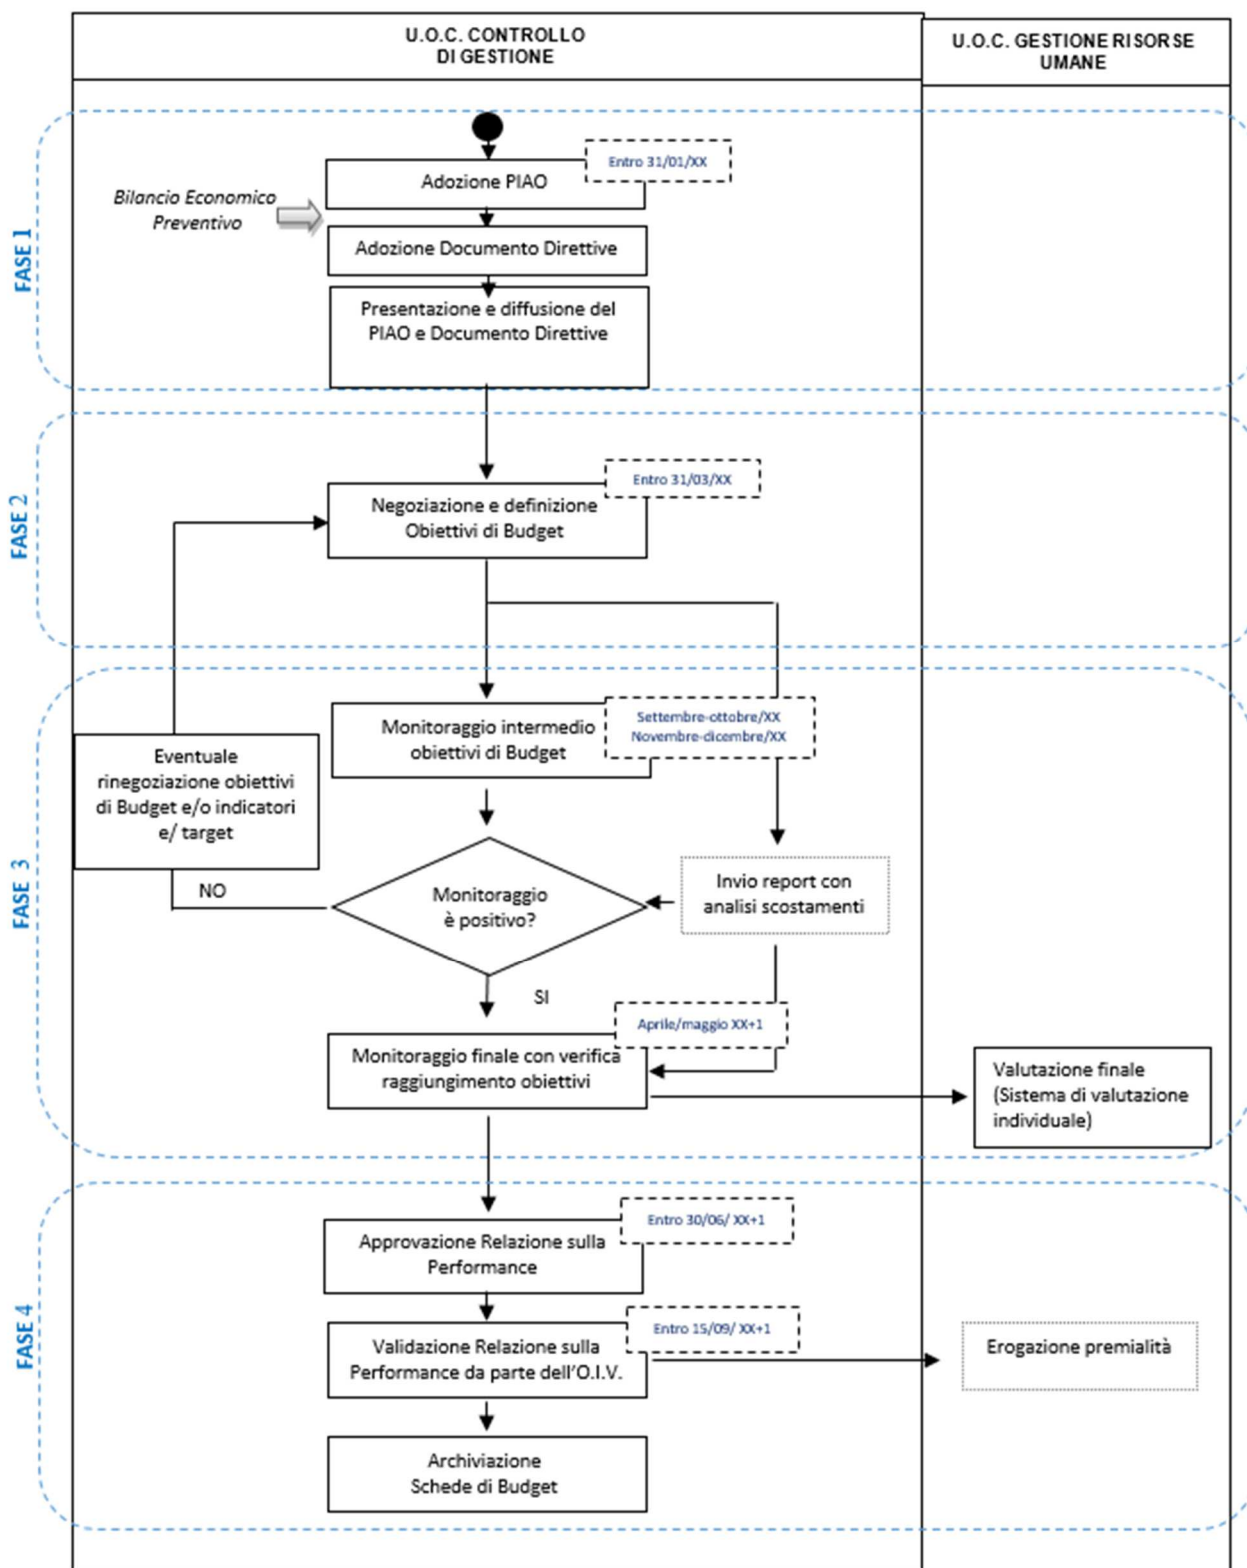 U.O.C. CONTROLLO
DI GESTIONE
U.O.C. GESTIONE RISORSE
UMANE
FASE 1
Entro 31/01/XX
Adozione PIAO
Bilancio Economico
Preventivo
Adozione Documento Direttive
Presentazione e diffusione del
PIAO e Documento Direttive
FASE 2
Entro 31/03/XX
Negoziazione e definizione
Obiettivi di Budget
FASE 3
Monitoraggio intermedio
obiettivi di Budget
Settembre-ottobre/XX
Novembre-dicembre/XX
Eventuale
rinegoziazione obiettivi
di Budget e/o indicatori
e/ target
NO
Monitoraggio
è positivo?
Invio report con
analisi scostamenti
SI
Aprile/maggio XX+1
Monitoraggio finale con verifica
raggiungimento obiettivi
Valutazione finale
(Sistema di valutazione
individuale)
FASE 4
Entro 30/06/ XX+1
Approvazione Relazione sulla
Performance
Entro 15/09/ XX+1
Validazione Relazione sulla
Performance da parte dell'O.I.V.
Erogazione premialità
Archiviazione
Schede di Budget